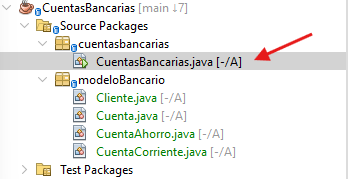 CuentasBancarias [main ↓7]
Source Packages
cuentasbancarias
CuentasBancarias.java [-/A]
modeloBancario
Cliente.java [-/A]
Cuenta.java [-/A]
CuentaAhorro.java [-/A]
CuentaCorriente.java [-/A]
Test Packages